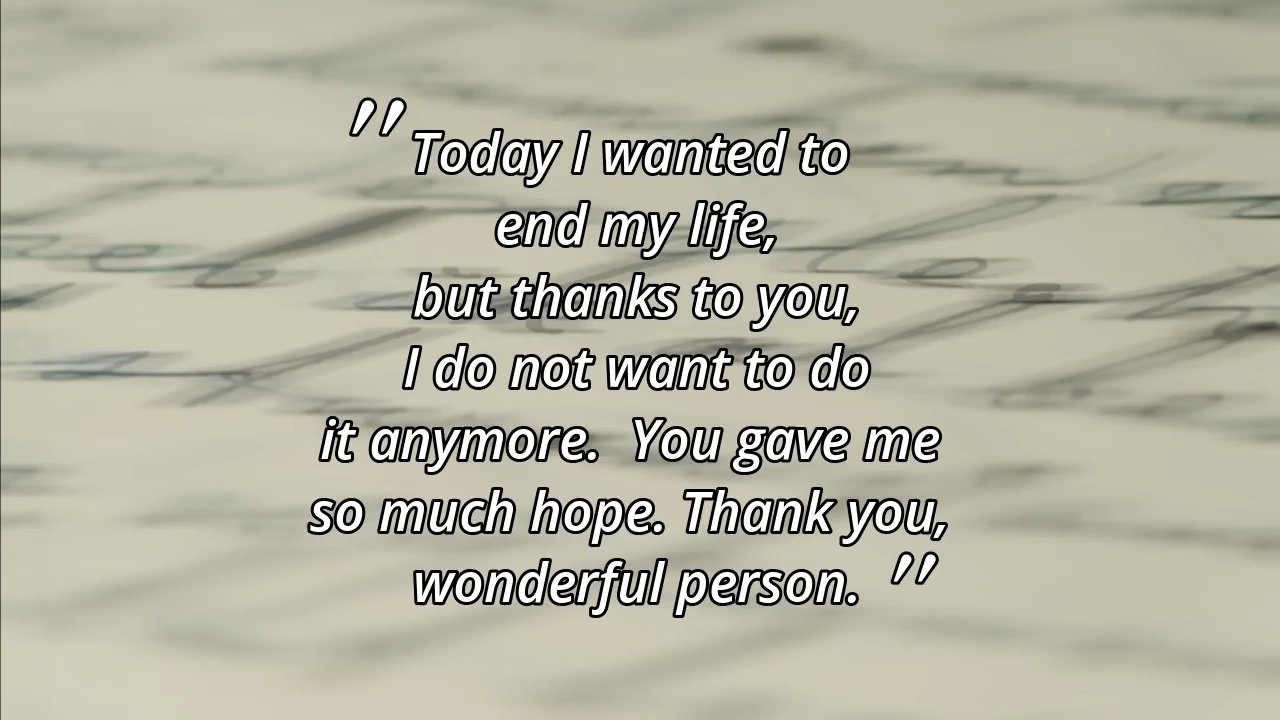 "Today I wanted to
end my life,
but thanks to you,
I do not want to do
it anymore. You gave me
so much hope. Thank you,
wonderful person."